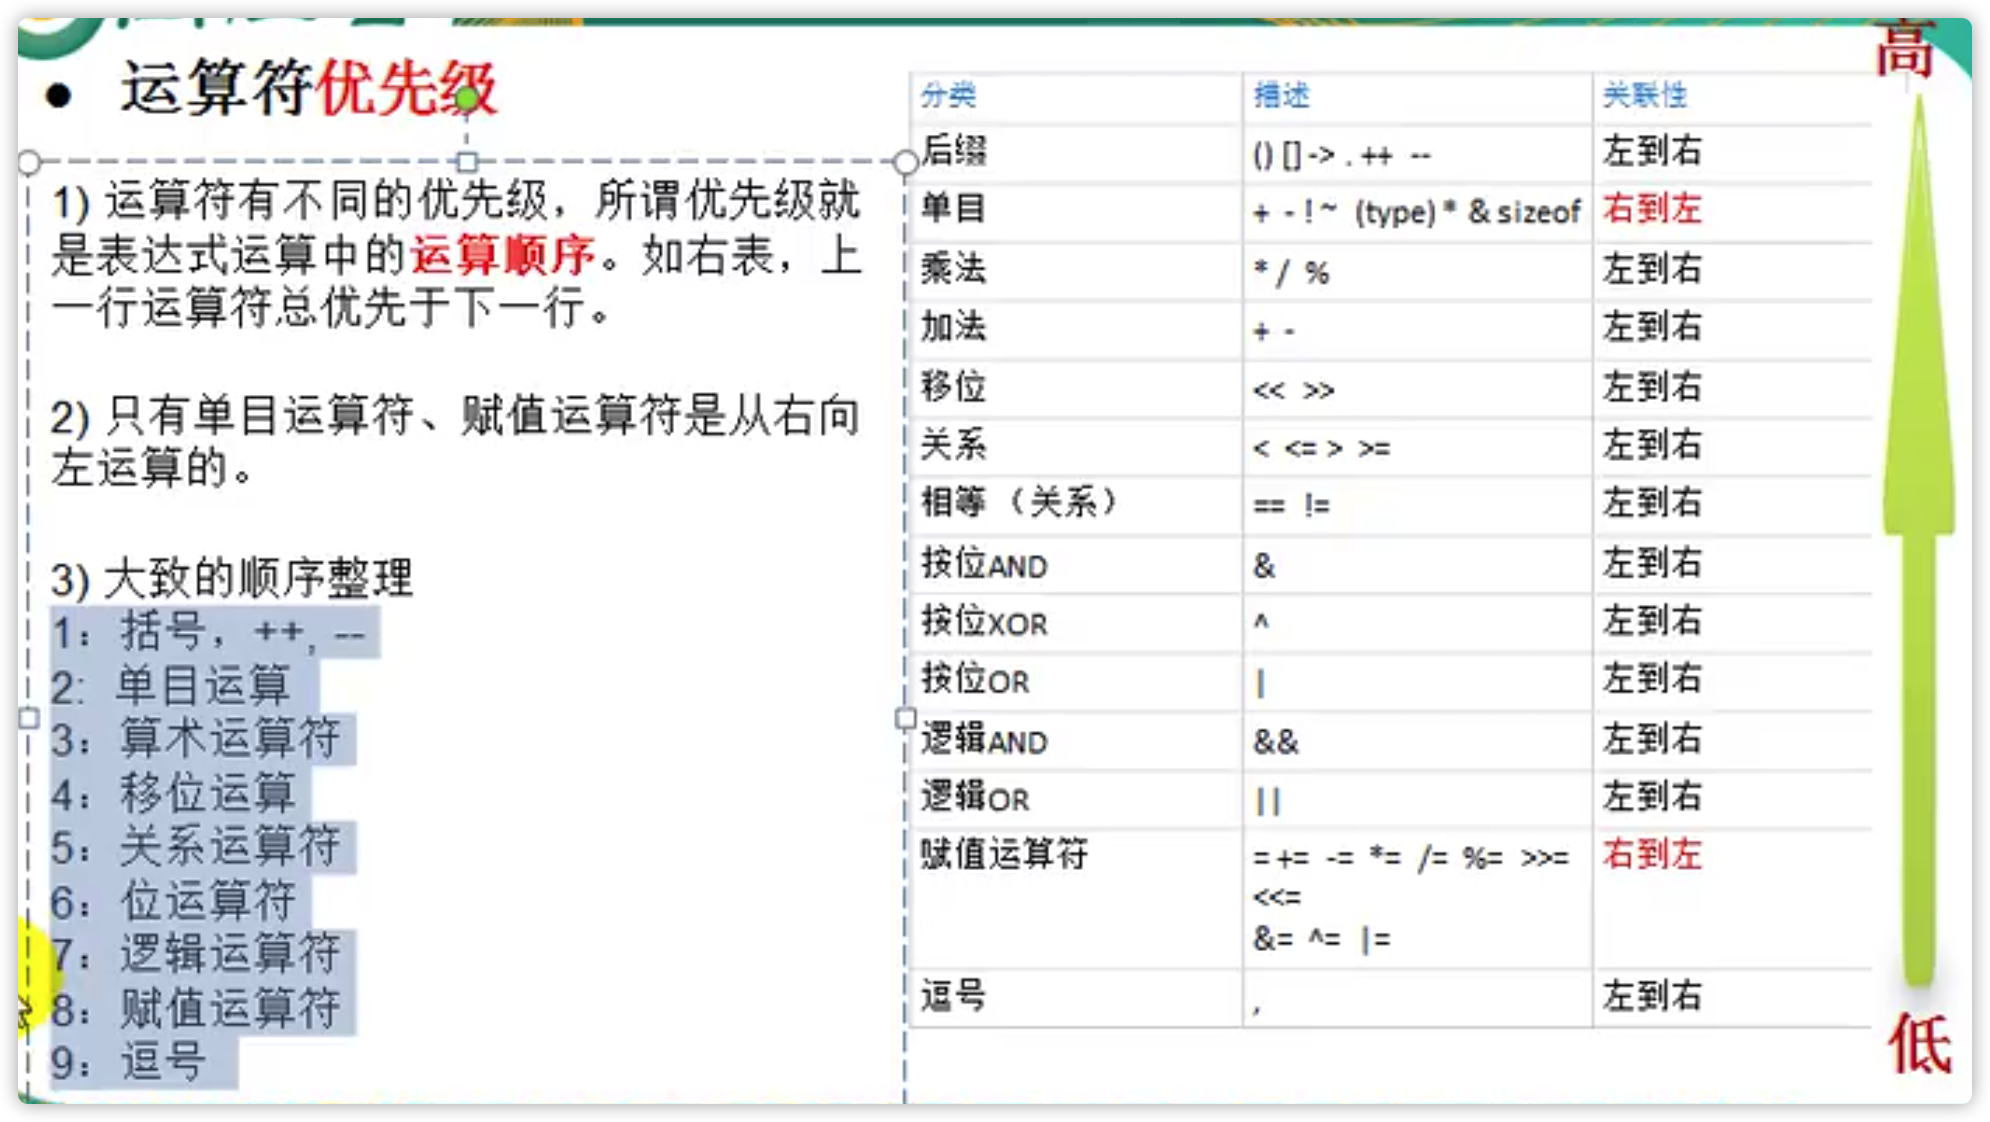 运算符优先级
1) 运算符有不同的优先级，所谓优先级就
是表达式运算中的运算顺序。如右表，上
一行运算符总优先于下一行。
2) 只有单目运算符、赋值运算符是从右向
左运算的。
3) 大致的顺序整理
1：括号，++, --
2: 单目运算
3：算术运算符
4：移位运算
5：关系运算符
6：位运算符
7：逻辑运算符
8：赋值运算符
9：逗号
高
分类 描述 关联性
后缀 () [] -> . ++ -- 左到右
单目 + - ! ~ (type) * & sizeof 右到左
乘法 * / % 左到右
加法 + - 左到右
移位 << >> 左到右
关系 < <= > >= 左到右
相等（关系） == != 左到右
按位AND & 左到右
按位XOR ^ 左到右
按位OR | 左到右
逻辑AND && 左到右
逻辑OR || 左到右
赋值运算符 = += -= *= /= %= >>= 右到左
<<=
&= ^= |=
逗号 , 左到右
低